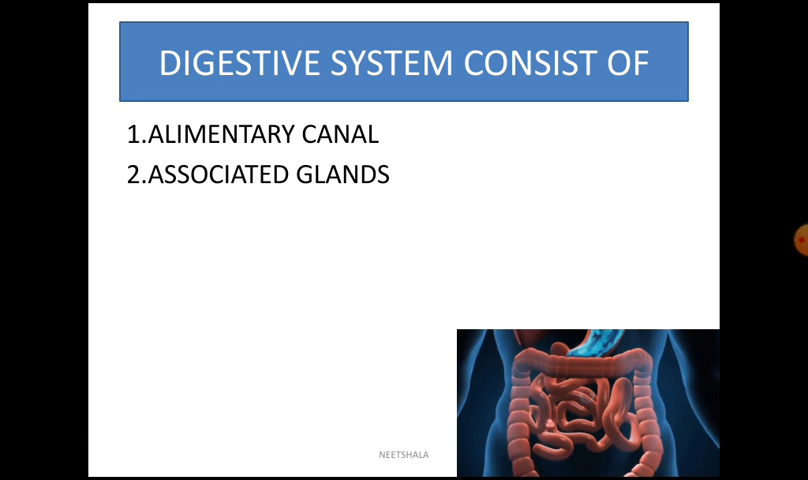 DIGESTIVE SYSTEM CONSIST OF
1.ALIMENTARY CANAL
2.ASSOCIATED GLANDS
NEETSHALA